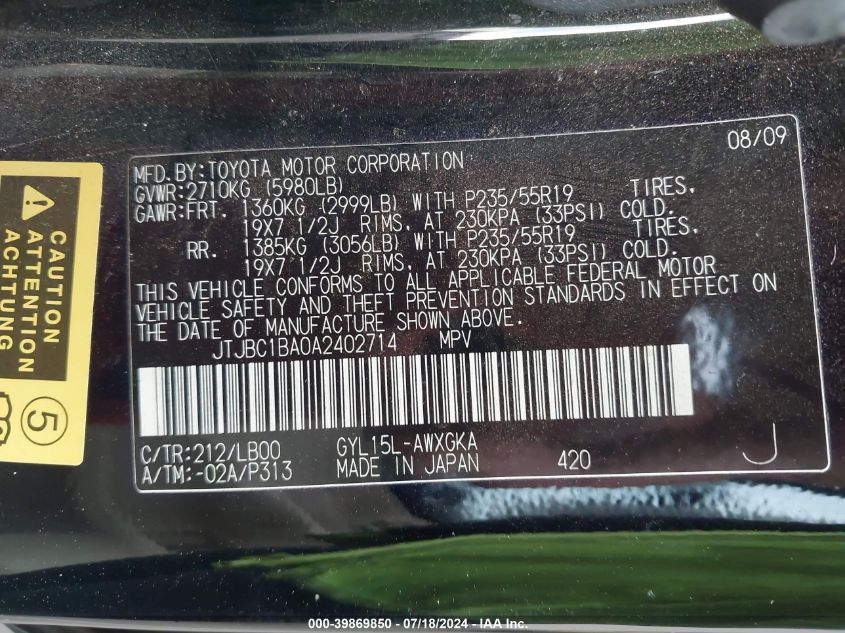 08/09
MFD.BY:TOYOTA MOTOR CORPORATION
GVWR:2710KG (5980LB)
GAWR:FRT. 1360KG (2999LB) WITH P235/55R19 TIRES,
19X7 1/2J RIMS, AT 230KPA (33PSI) COLD.
RR. 1385KG (3056LB) WITH P235/55R19 TIRES,
19X7 1/2J RIMS, AT 230KPA (33PSI) COLD.
THIS VEHICLE CONFORMS TO ALL APPLICABLE FEDERAL MOTOR
VEHICLE SAFETY AND THEFT PREVENTION STANDARDS IN EFFECT ON
THE DATE OF MANUFACTURE SHOWN ABOVE.
JTJBC1BA0A2402714 MPV
C/TR:212/LB00 GYL15L-AWXGKA
A/TM:-02A/P313 MADE IN JAPAN 420 J
CAUTION
ATTENTION
ACHTUNG
5
000-39869850 - 07/18/2024 - IAA Inc.